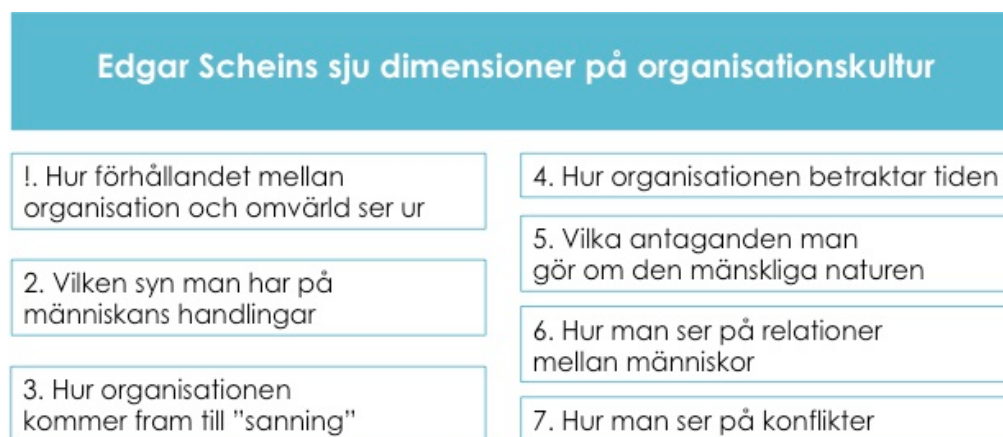 Edgar Scheins sju dimensioner på organisationskultur
!. Hur förhållandet mellan
organisation och omvärld ser ur
2. Vilken syn man har på
människans handlingar
3. Hur organisationen
kommer fram till ”sanning”
4. Hur organisationen betraktar tiden
5. Vilka antaganden man
gör om den mänskliga naturen
6. Hur man ser på relationer
mellan människor
7. Hur man ser på konflikter